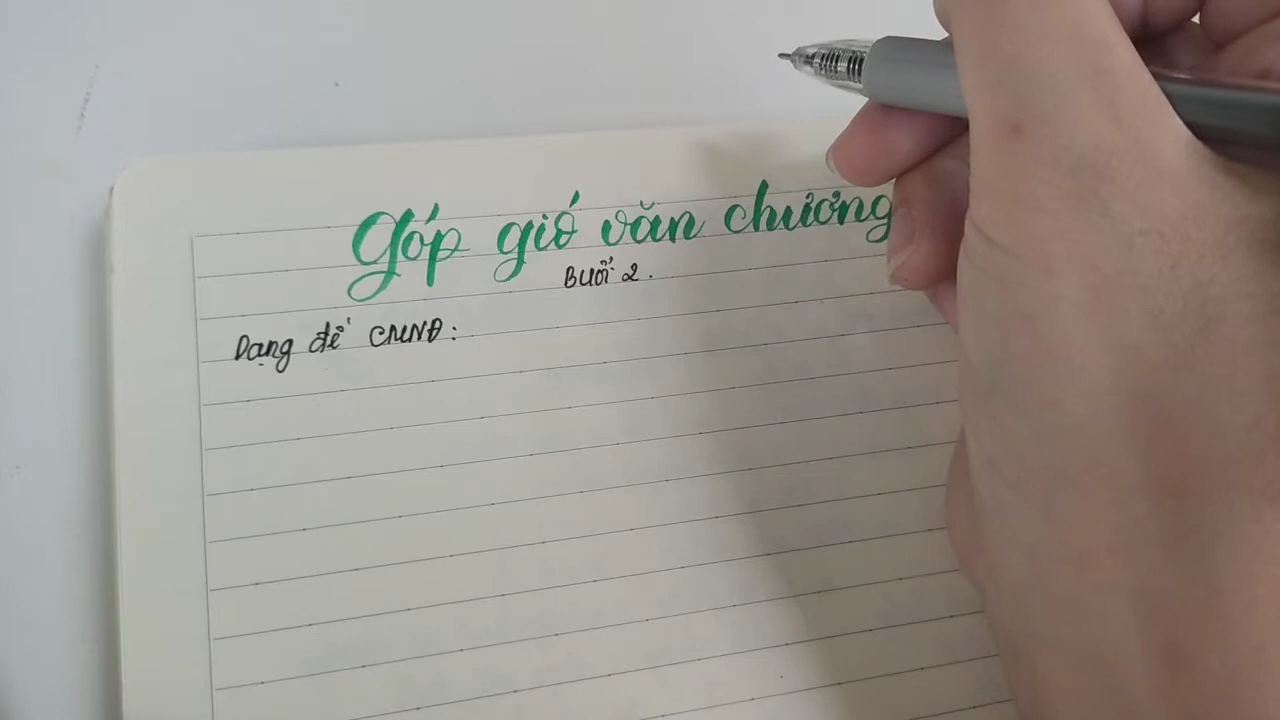 Góp gió văn chương
Buổi 2.
Dạng đề CMNĐ: